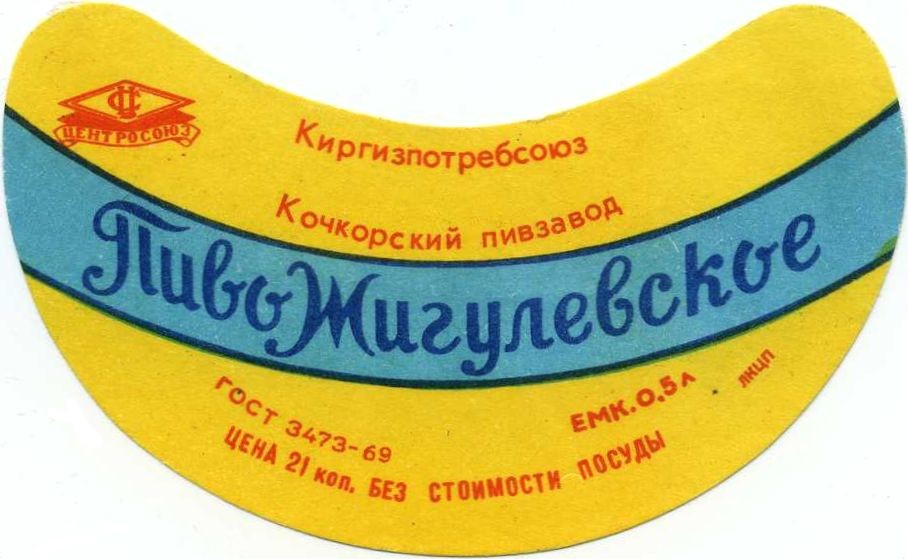 ЦС
ЦЕНТРОСОЮЗ
Киргизпотребсоюз
Кочкорский пивзавод
Пиво Жигулевское
ГОСТ 3473-69
ЕМК. 0,5 л
лкцп
ЦЕНА 21 коп. БЕЗ СТОИМОСТИ ПОСУДЫ